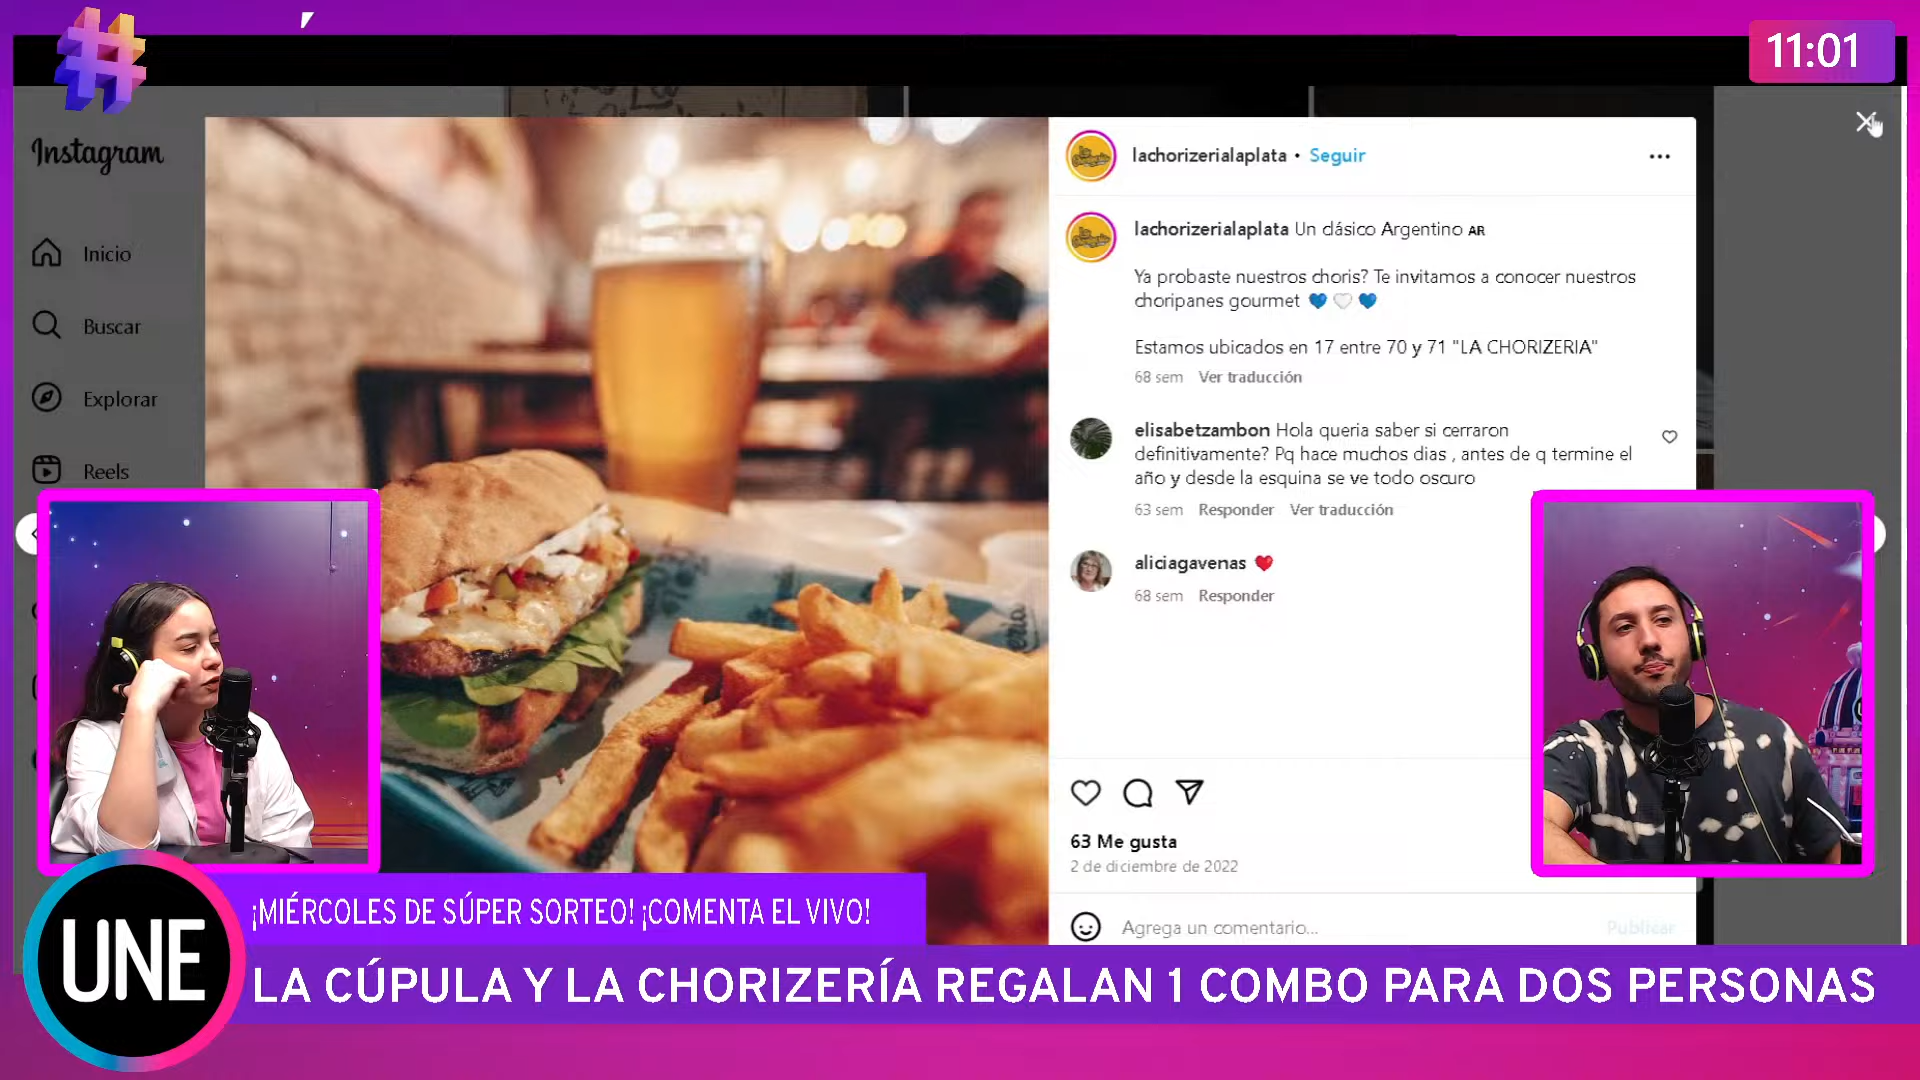 11:01
Instagram
Inicio
Buscar
Explorar
Reels
lachorizerialaplata • Seguir
lachorizerialaplata Un clásico Argentino AR
Ya probaste nuestros choris? Te invitamos a conocer nuestros
choripanes gourmet 💙🤍💙
Estamos ubicados en 17 entre 70 y 71 "LA CHORIZERIA"
68 sem Ver traducción
elisabetzambon Hola queria saber si cerraron
definitivamente? Pq hace muchos dias , antes de q termine el
año y desde la esquina se ve todo oscuro
63 sem Responder Ver traducción
aliciagavenas ❤️
68 sem Responder
63 Me gusta
2 de diciembre de 2022
Agrega un comentario...
Publicar
UNE
¡MIÉRCOLES DE SÚPER SORTEO! ¡COMENTA EL VIVO!
LA CÚPULA Y LA CHORIZERÍA REGALAN 1 COMBO PARA DOS PERSONAS